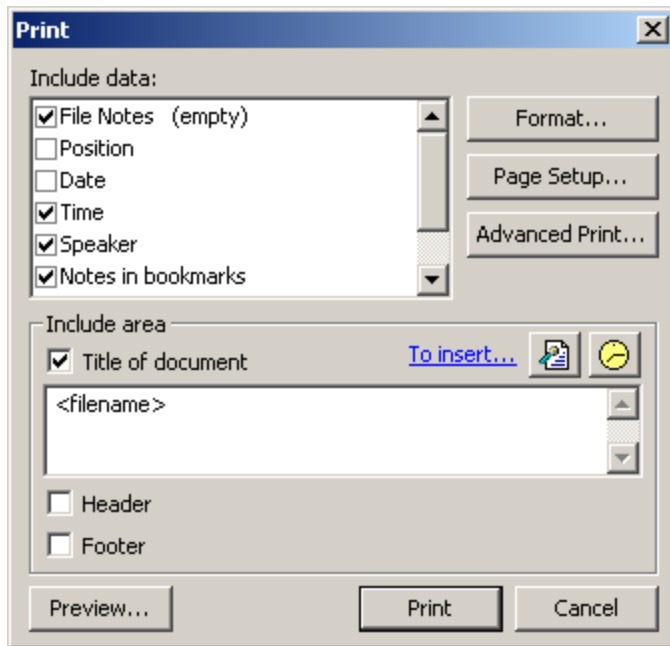 Print
Include data:
File Notes (empty)
Format...
Position
Date
Page Setup...
Time
Speaker
Advanced Print...
Notes in bookmarks
Include area
Title of document
To insert...
<filename>
Header
Footer
Preview...
Print
Cancel